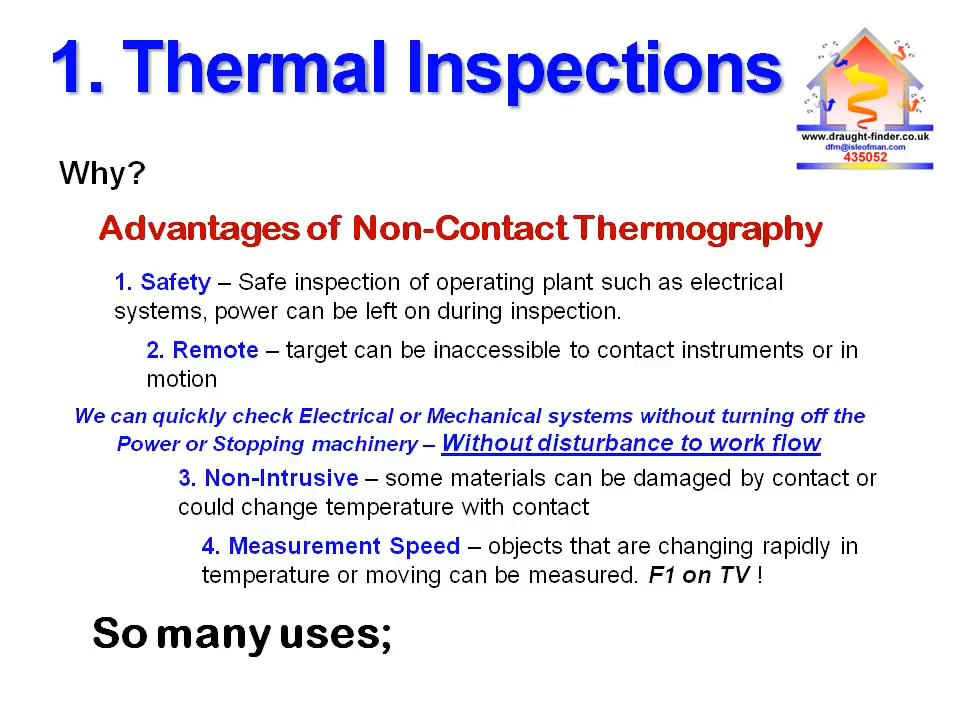 1. Thermal Inspections
www.draught-finder.co.uk
dfm@isleofman.com
435052
Why?
Advantages of Non-Contact Thermography
1. Safety – Safe inspection of operating plant such as electrical
systems, power can be left on during inspection.
2. Remote – target can be inaccessible to contact instruments or in
motion
We can quickly check Electrical or Mechanical systems without turning off the
Power or Stopping machinery – Without disturbance to work flow
3. Non-Intrusive – some materials can be damaged by contact or
could change temperature with contact
4. Measurement Speed – objects that are changing rapidly in
temperature or moving can be measured. F1 on TV !
So many uses;